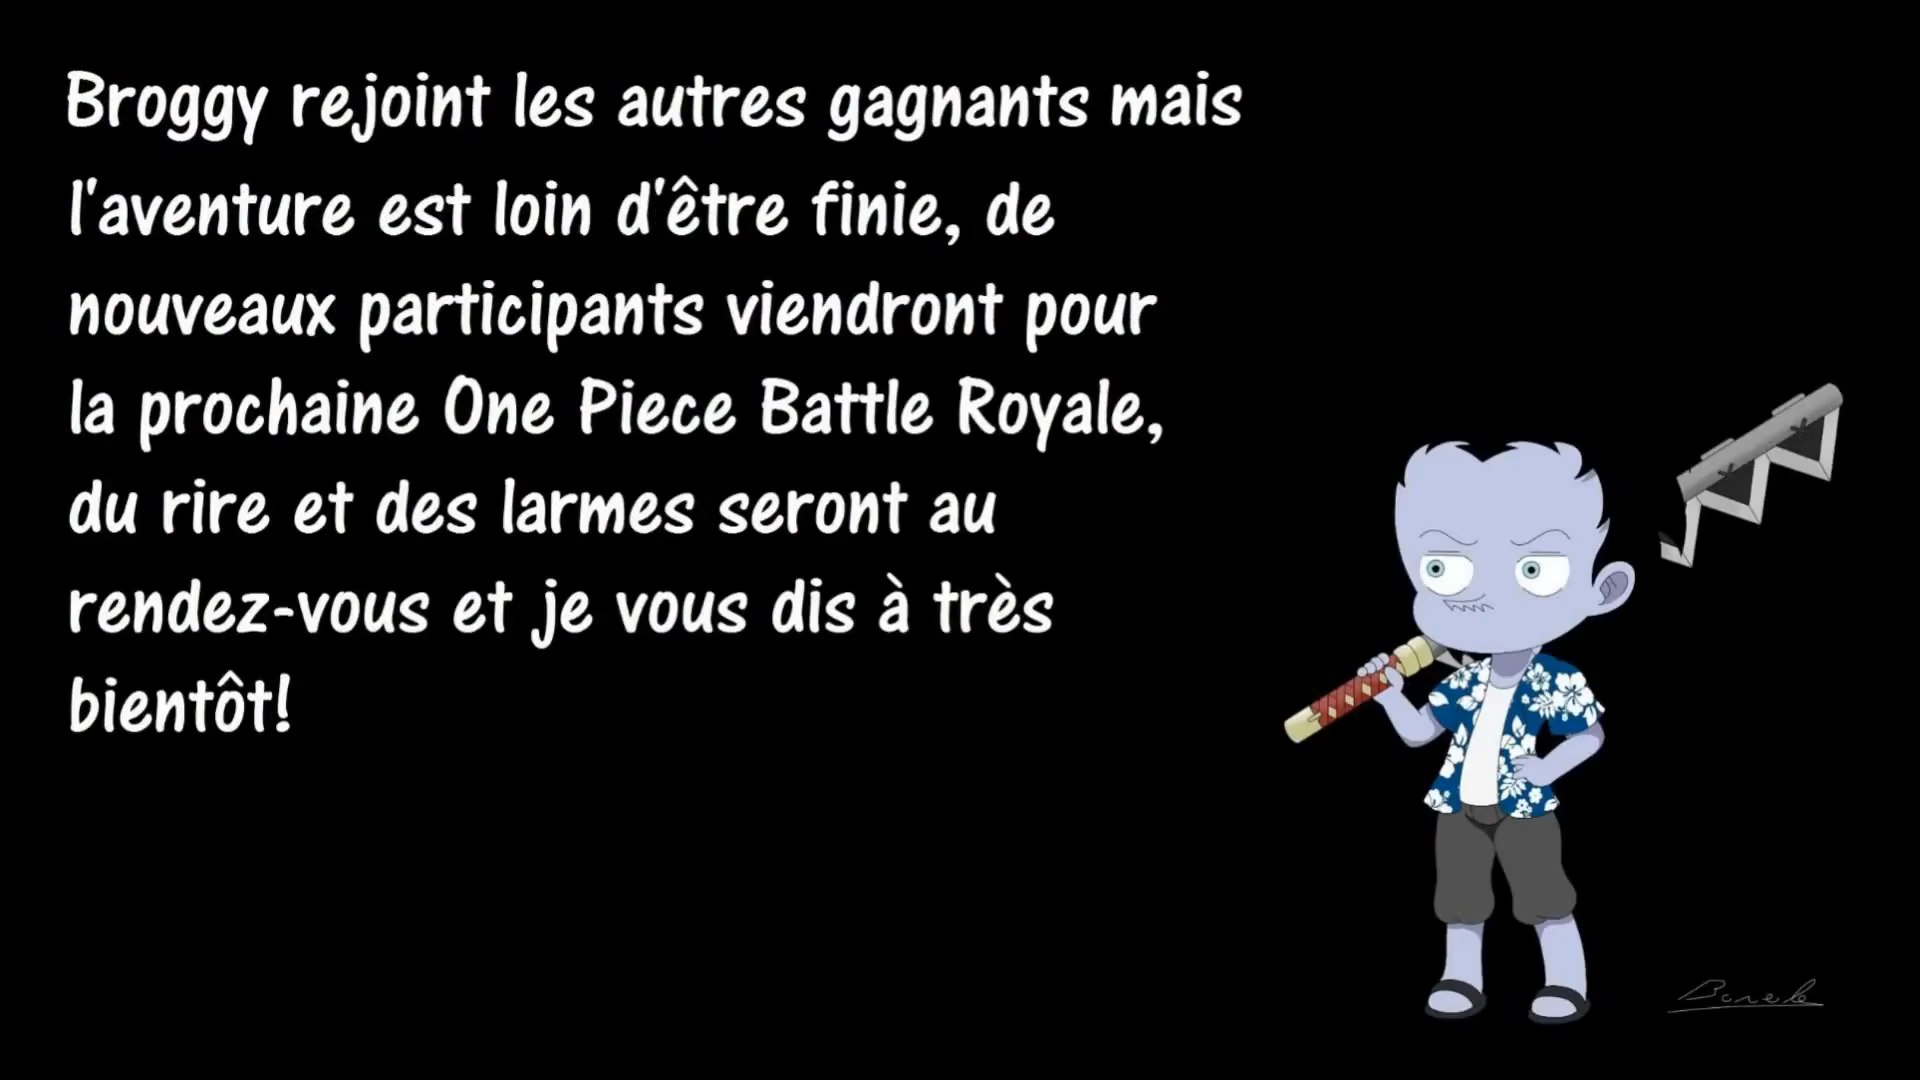 Broggy rejoint les autres gagnants mais
l'aventure est loin d'être finie, de
nouveaux participants viendront pour
la prochaine One Piece Battle Royale,
du rire et des larmes seront au
rendez-vous et je vous dis à très
bientôt!